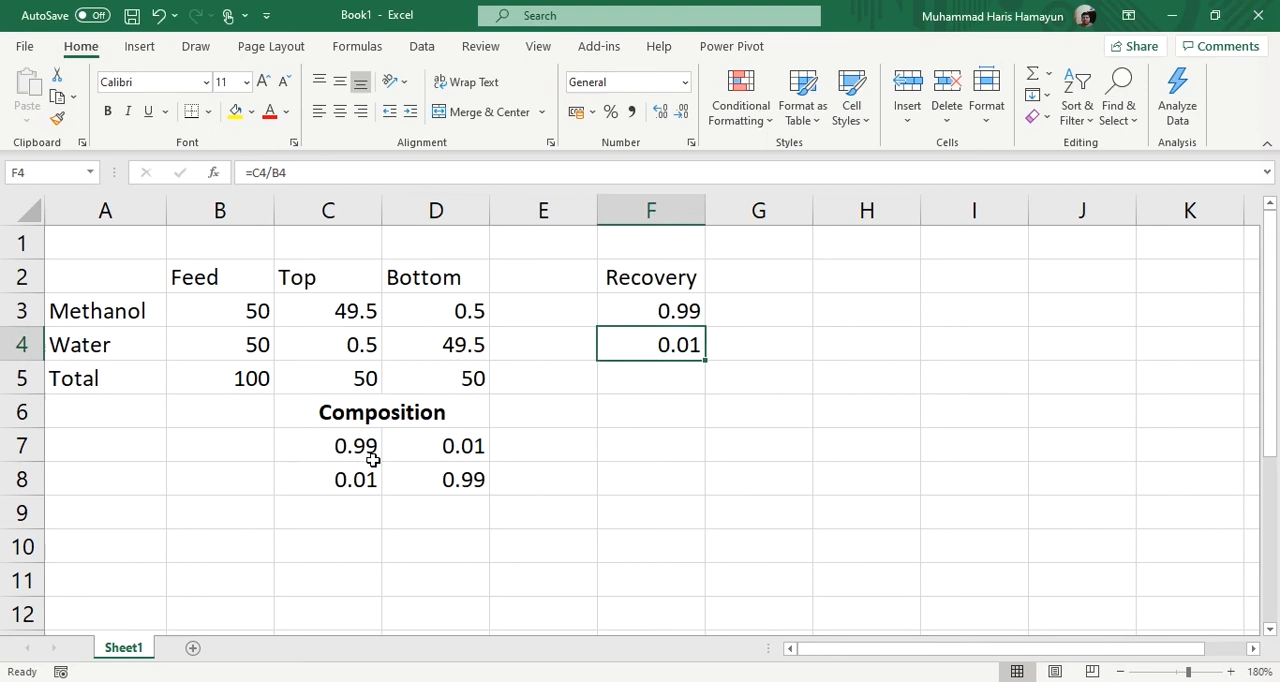 AutoSave Off Book1 - Excel Search Muhammad Haris Hamayun
File Home Insert Draw Page Layout Formulas Data Review View Add-ins Help Power Pivot Share Comments
Paste Calibri 11 Wrap Text General Conditional Formatting Format as Table Cell Styles Insert Delete Format Sort & Filter Find & Select Analyze Data
B I U Merge & Center
Clipboard Font Alignment Number Styles Cells Editing Analysis
F4 fx =C4/B4
A B C D E F G H I J K
1
2 Feed Top Bottom Recovery
3 Methanol 50 49.5 0.5 0.99
4 Water 50 0.5 49.5 0.01
5 Total 100 50 50
6 Composition
7 0.99 0.01
8 0.01 0.99
9
10
11
12
Sheet1
Ready 180%